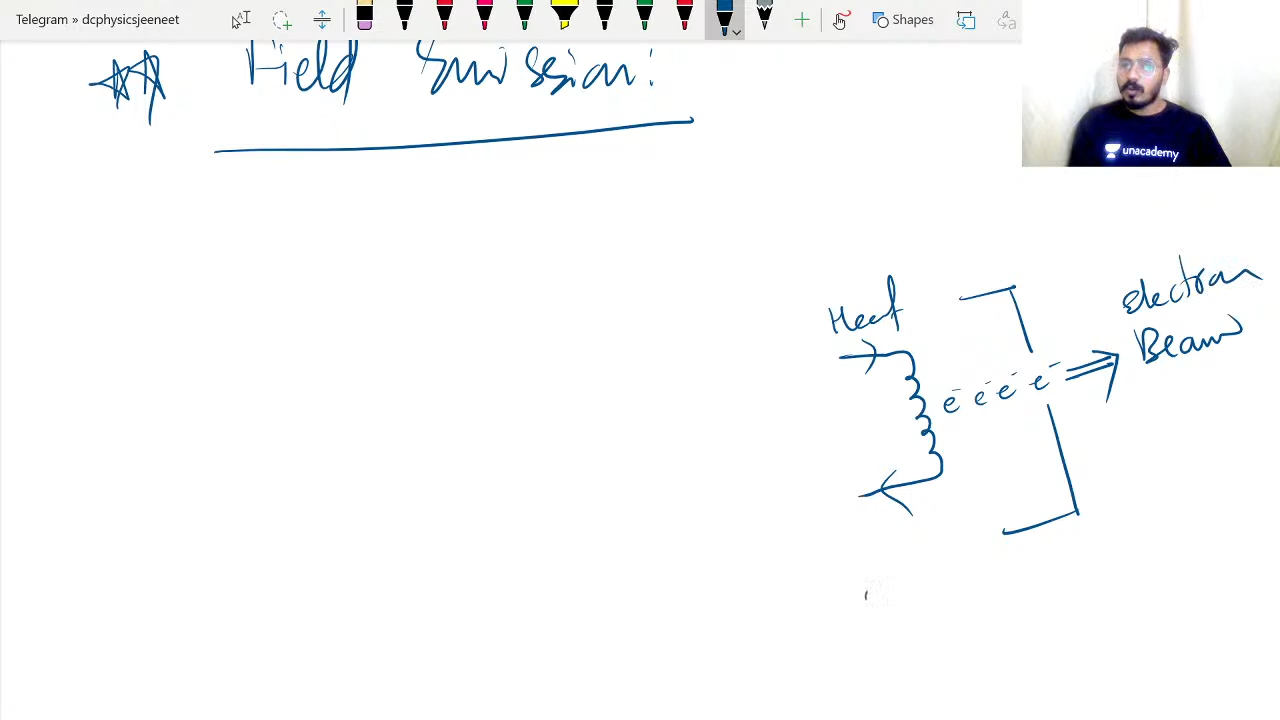 Telegram » dcphysicsjeeneet
Shapes
Field Emission:
unacademy
Heat
e⁻ e⁻ e⁻ e⁻
Electron
Beam